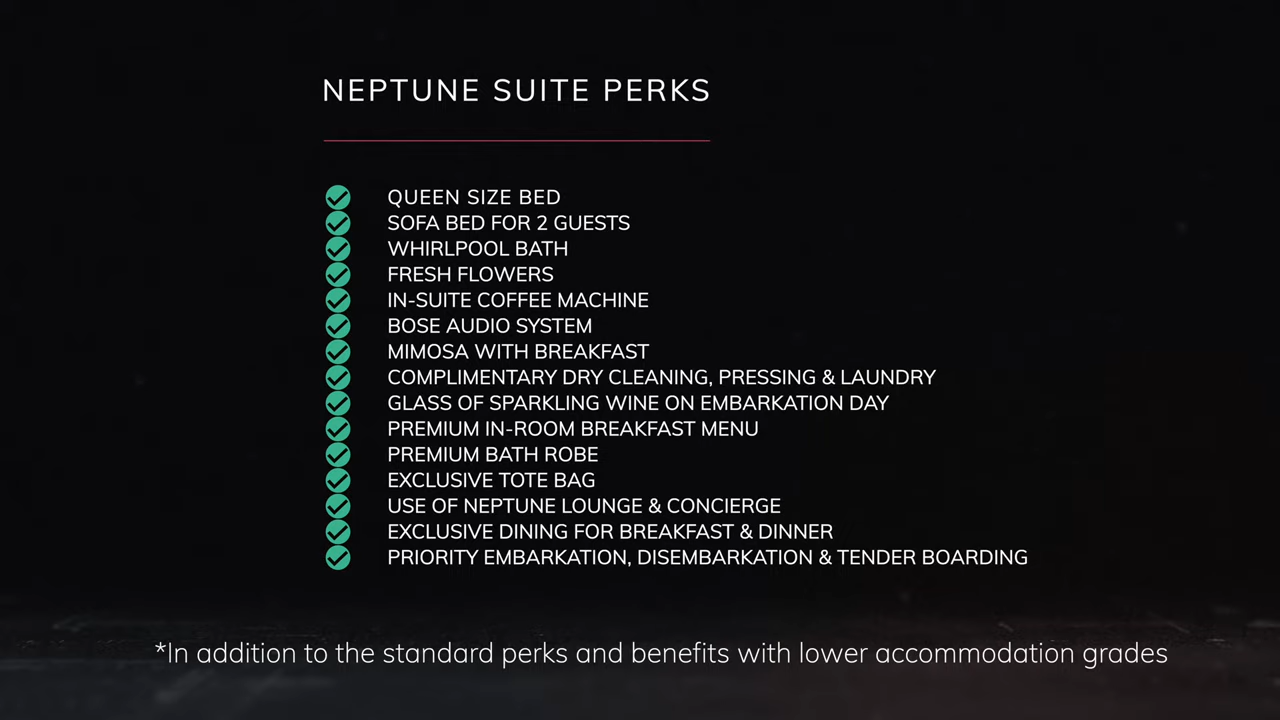 NEPTUNE SUITE PERKS
QUEEN SIZE BED
SOFA BED FOR 2 GUESTS
WHIRLPOOL BATH
FRESH FLOWERS
IN-SUITE COFFEE MACHINE
BOSE AUDIO SYSTEM
MIMOSA WITH BREAKFAST
COMPLIMENTARY DRY CLEANING, PRESSING & LAUNDRY
GLASS OF SPARKLING WINE ON EMBARKATION DAY
PREMIUM IN-ROOM BREAKFAST MENU
PREMIUM BATH ROBE
EXCLUSIVE TOTE BAG
USE OF NEPTUNE LOUNGE & CONCIERGE
EXCLUSIVE DINING FOR BREAKFAST & DINNER
PRIORITY EMBARKATION, DISEMBARKATION & TENDER BOARDING
*In addition to the standard perks and benefits with lower accommodation grades